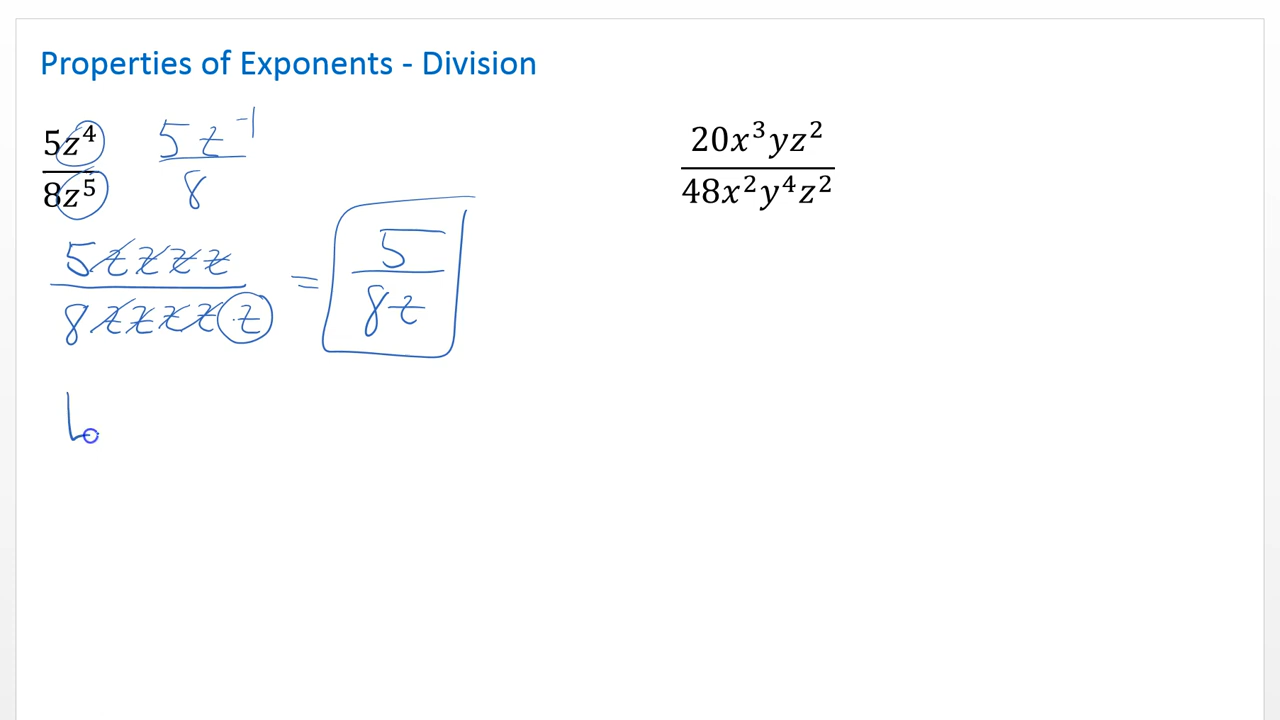 Properties of Exponents - Division
5z⁴
8z⁵
5z⁻¹
8
20x³yz²
48x²y⁴z²
5zzzz
8zzzzz
=
5
8z
b